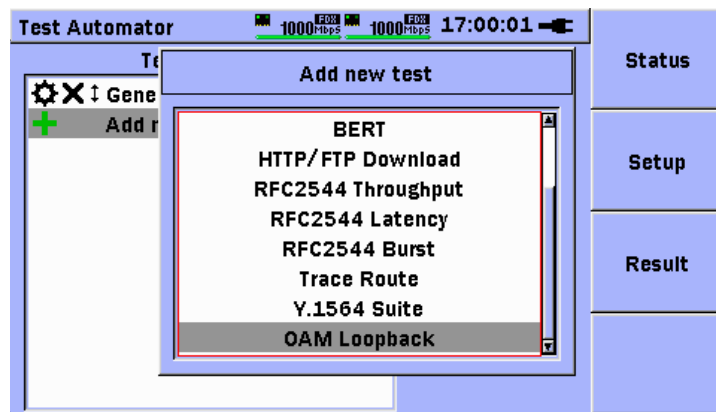 Test Automator 1000 FDX Mbps 1000 FDX Mbps 17:00:01
Add new test
Status
Setup
Result
BERT
HTTP/FTP Download
RFC2544 Throughput
RFC2544 Latency
RFC2544 Burst
Trace Route
Y.1564 Suite
OAM Loopback
Te
Gene
Add r